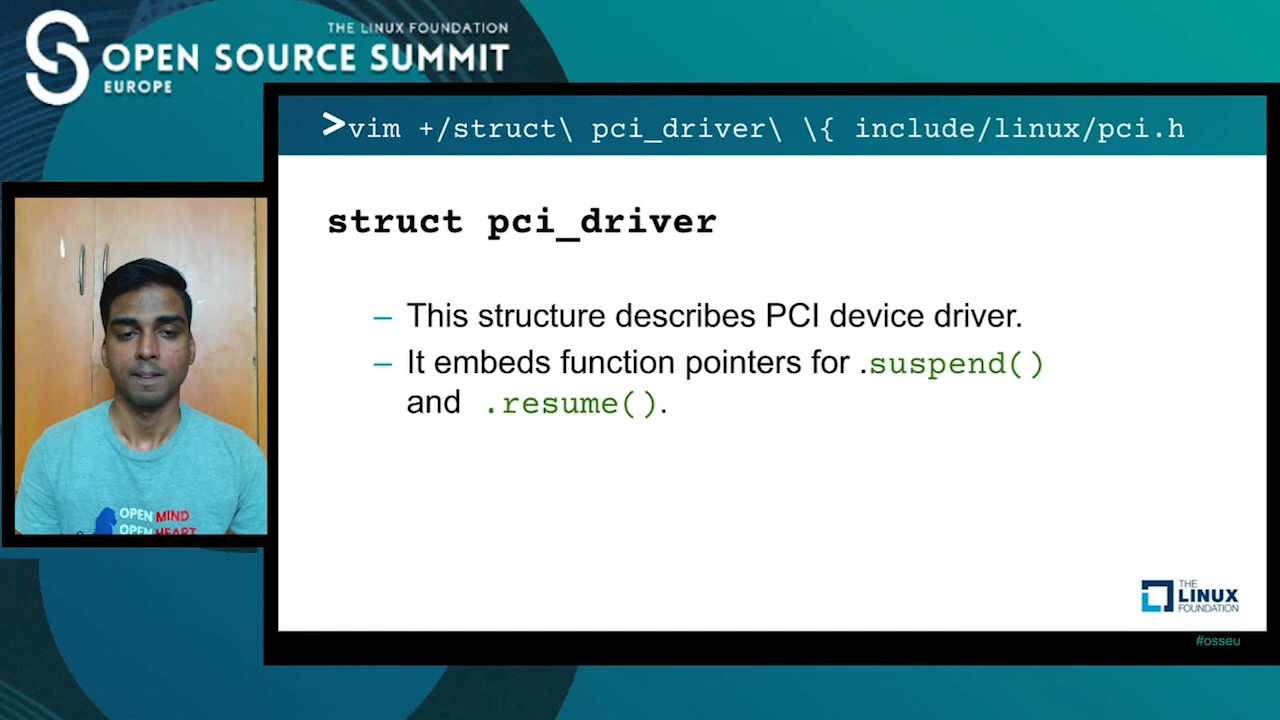 THE LINUX FOUNDATION
OPEN SOURCE SUMMIT
EUROPE
>vim +/struct\ pci_driver\ \{ include/linux/pci.h
struct pci_driver
– This structure describes PCI device driver.
– It embeds function pointers for .suspend()
and .resume().
OPEN MIND
OPEN HEART
THE
LINUX
FOUNDATION
#osseu